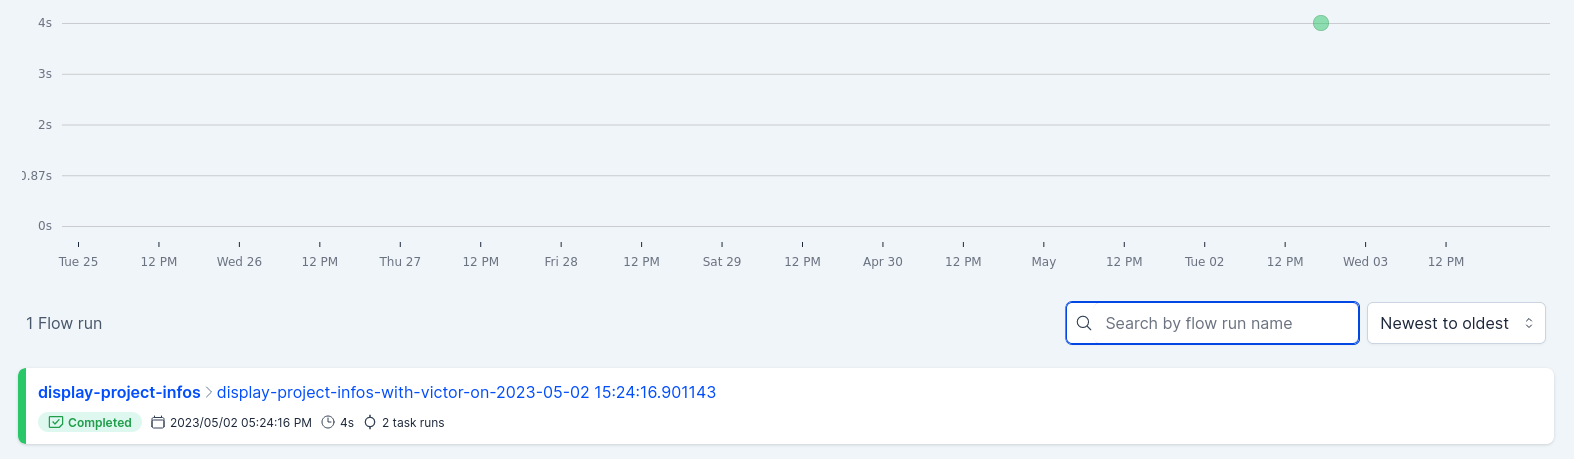 4s
3s
2s
0.87s
0s
Tue 25 12 PM Wed 26 12 PM Thu 27 12 PM Fri 28 12 PM Sat 29 12 PM Apr 30 12 PM May 12 PM Tue 02 12 PM Wed 03 12 PM
1 Flow run Search by flow run name Newest to oldest
display-project-infos display-project-infos-with-victor-on-2023-05-02 15:24:16.901143
Completed 2023/05/02 05:24:16 PM 4s 2 task runs